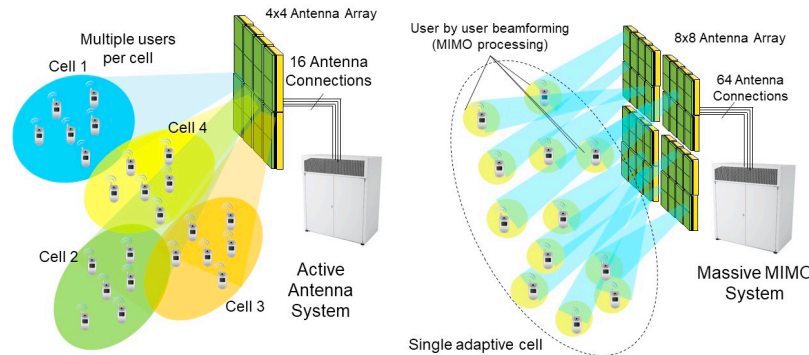 4x4 Antenna Array
Multiple users
per cell
Cell 1
16 Antenna
Connections
Cell 4
Cell 2
Cell 3
Active
Antenna
System
User by user beamforming
(MIMO processing)
8x8 Antenna Array
64 Antenna
Connections
Massive MIMO
System
Single adaptive cell